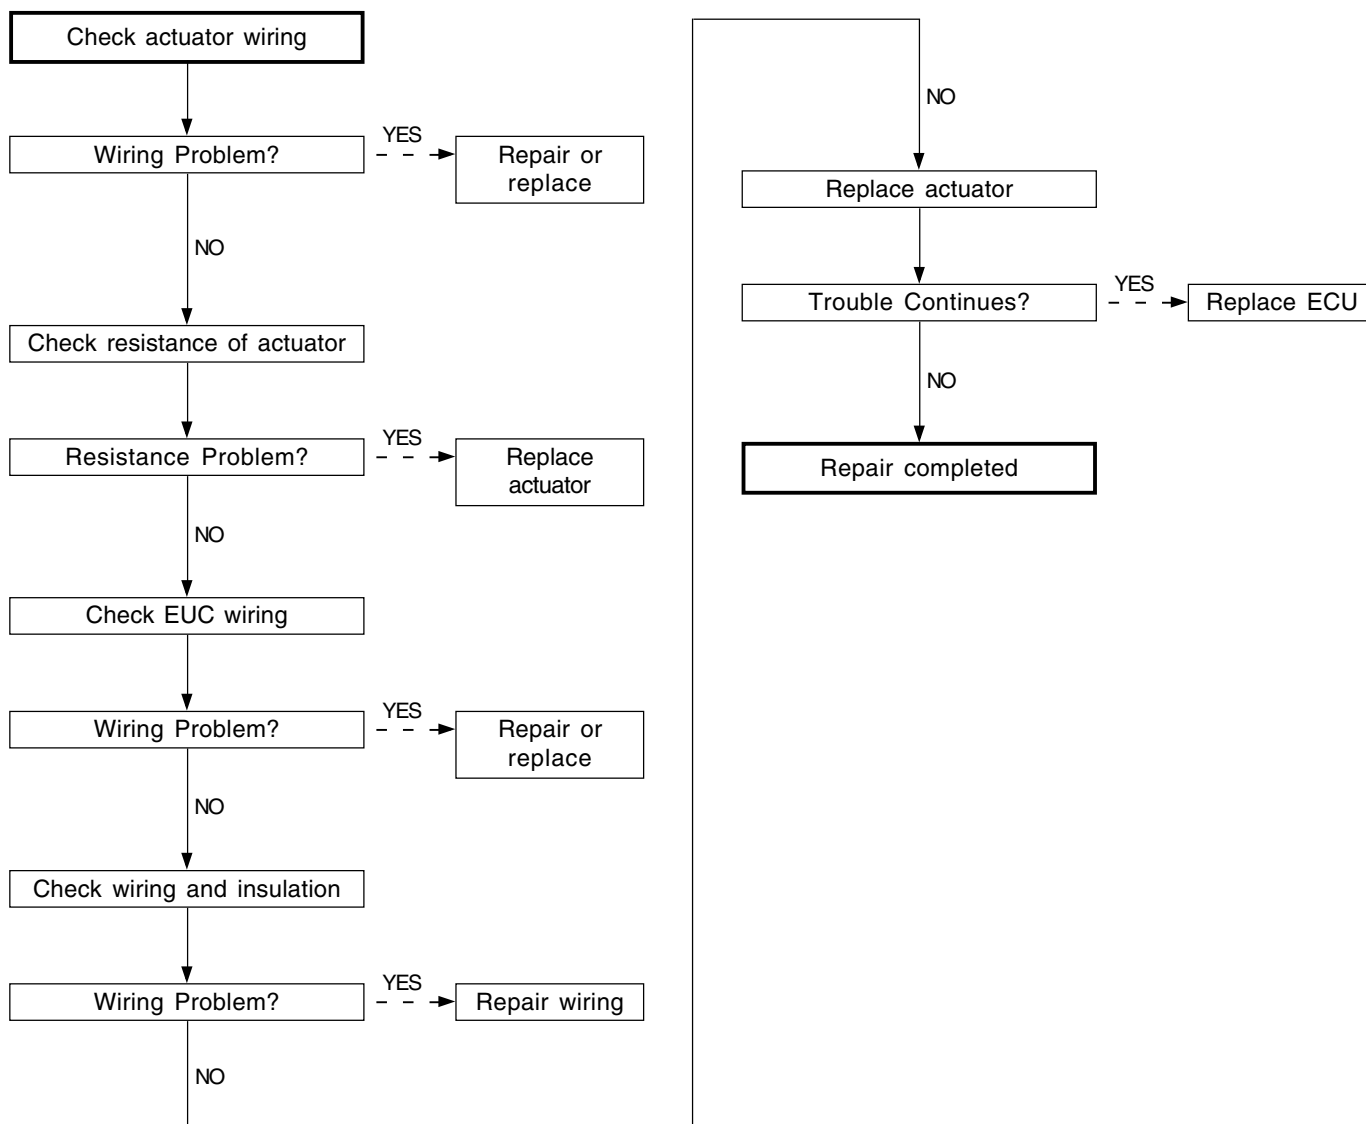 Check actuator wiring
Wiring Problem?
YES
Repair or
replace
NO
Check resistance of actuator
Resistance Problem?
YES
Replace
actuator
NO
Check EUC wiring
Wiring Problem?
YES
Repair or
replace
NO
Check wiring and insulation
Wiring Problem?
YES
Repair wiring
NO
NO
Replace actuator
Trouble Continues?
YES
Replace ECU
NO
Repair completed